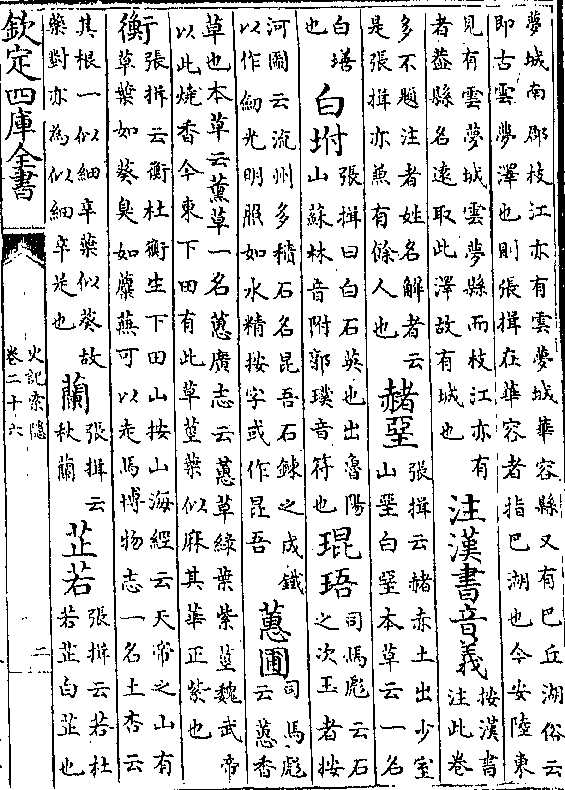 夢城南郡枝江亦有雲夢城華容縣又有巴丘湖俗云
即古雲夢澤也則張揖在華容者指巴湖也今安陸東
見有雲夢城雲夢縣而枝江亦有
者葢縣名遠取此澤故有城也
注漢書音義
按漢書
注此卷
多不題注者姓名解者云
是張揖亦兼有餘人也
赭堊
張揖云赭赤土出少室
山堊白堊本草云一名
白墡
也
白坿
張揖曰白石英也出魯陽
山蘇林音附郭璞音符也
琨珸
司馬彪云石
之次玉者按
河圖云流州多積石名昆吾石錬之成鐵
以作劒光明照如水精按字或作昆吾
蕙圃
司馬彪
云蕙香
草也本草云薰草一名蕙廣志云蕙草緑葉紫莖魏武帝
以此燒香今東下田有此草莖葉似麻其華正紫也
衡
張揖云衡杜衡生下田山按山海經云天帝之山有
草葉如葵臭如蘪蕪可以走馬博物志一名土杏云
其根一似細辛葉似葵故
藥對亦為似細辛是也
蘭
張揖云
秋蘭
芷若
張揖云若杜
若芷白芷也
欽定四庫全書
史記索隱
卷二十六
二